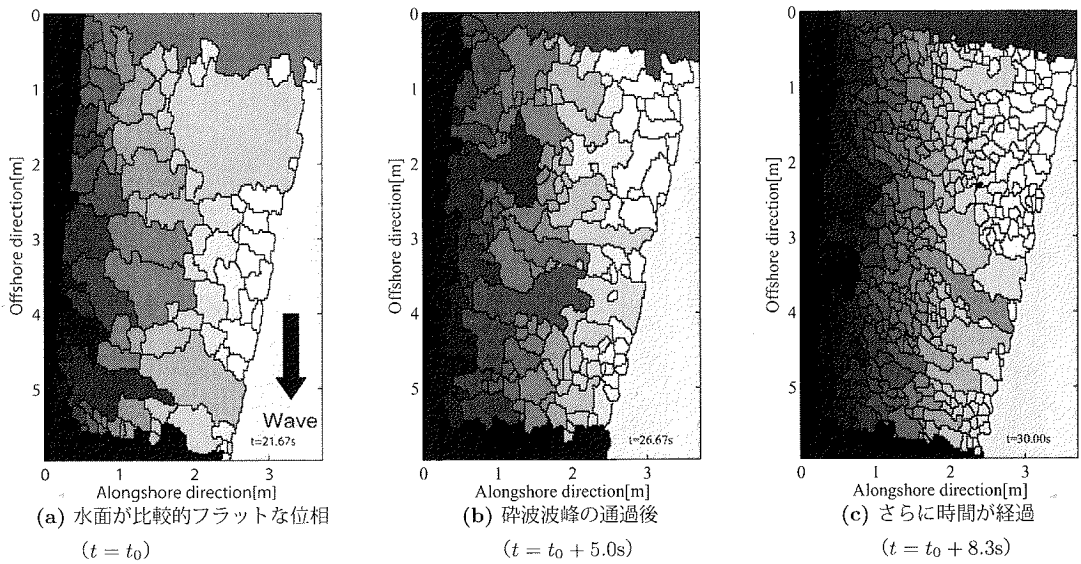 0
1
2
3
4
5
Offshore direction[m]
Wave
t=21.67s
0 1 2 3
Alongshore direction[m]
(a) 水面が比較的フラットな位相
(t = t₀)
0
1
2
3
4
5
Offshore direction[m]
t=26.67s
0 1 2 3
Alongshore direction[m]
(b) 砕波波峰の通過後
(t = t₀ + 5.0s)
0
1
2
3
4
5
Offshore direction[m]
t=30.00s
0 1 2 3
Alongshore direction[m]
(c) さらに時間が経過
(t = t₀ + 8.3s)